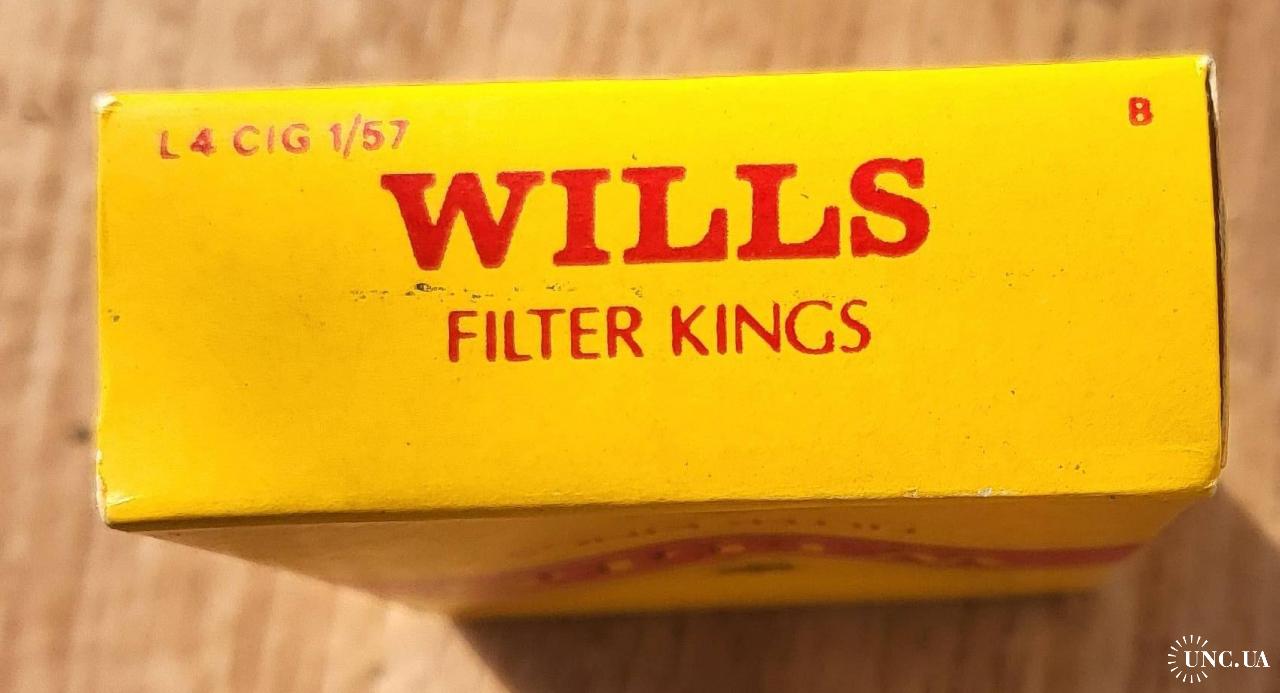 L 4 CIG 1/57
B
WILLS
FILTER KINGS
UNC.UA